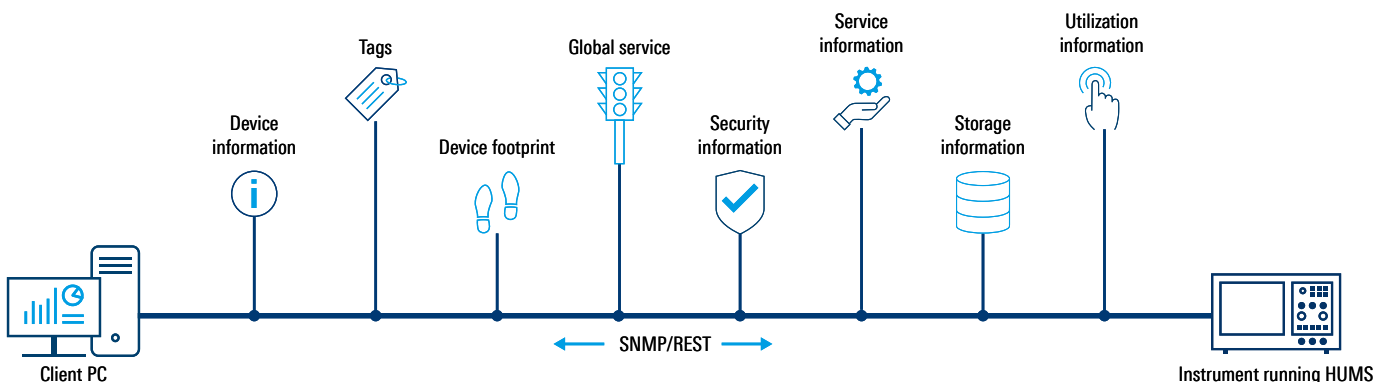 Device
information
Tags
Device footprint
Global service
Security
information
Service
information
Storage
information
Utilization
information
SNMP/REST
Client PC
Instrument running HUMS